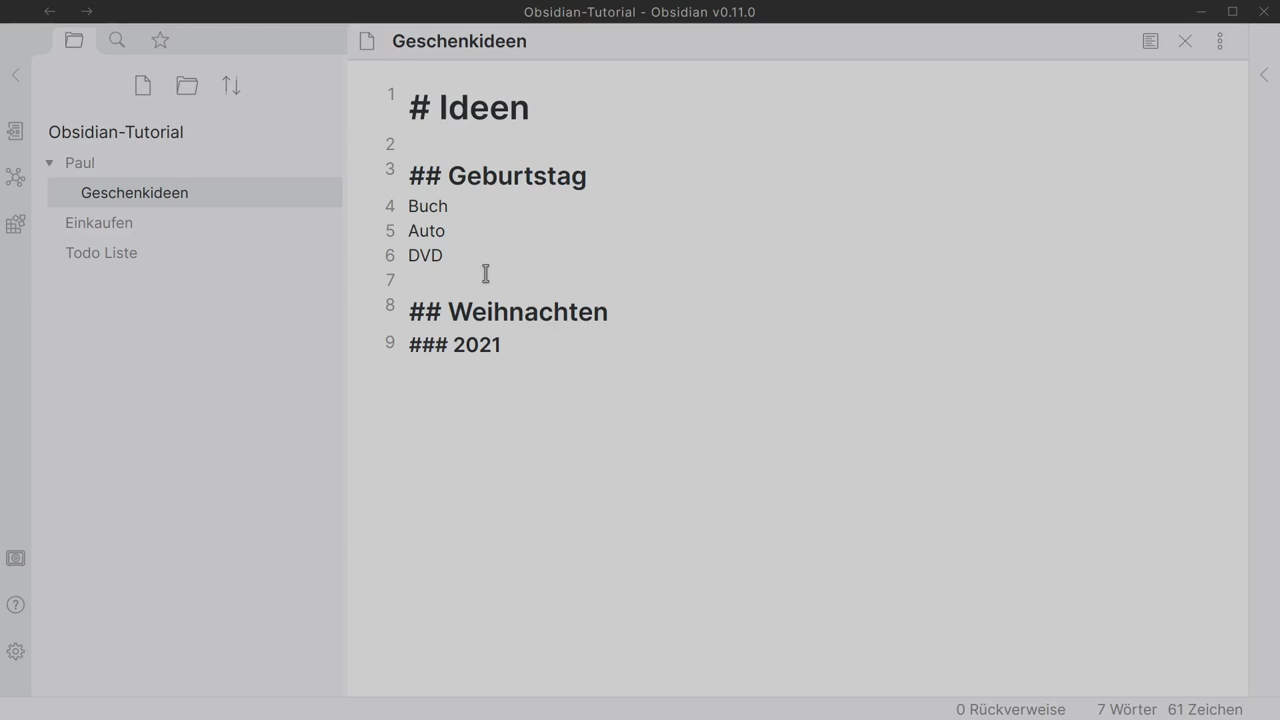 Obsidian-Tutorial - Obsidian v0.11.0
Geschenkideen
Obsidian-Tutorial
Paul
Geschenkideen
Einkaufen
Todo Liste
1 # Ideen
2
3 ## Geburtstag
4 Buch
5 Auto
6 DVD
7
8 ## Weihnachten
9 ### 2021
0 Rückverweise 7 Wörter 61 Zeichen